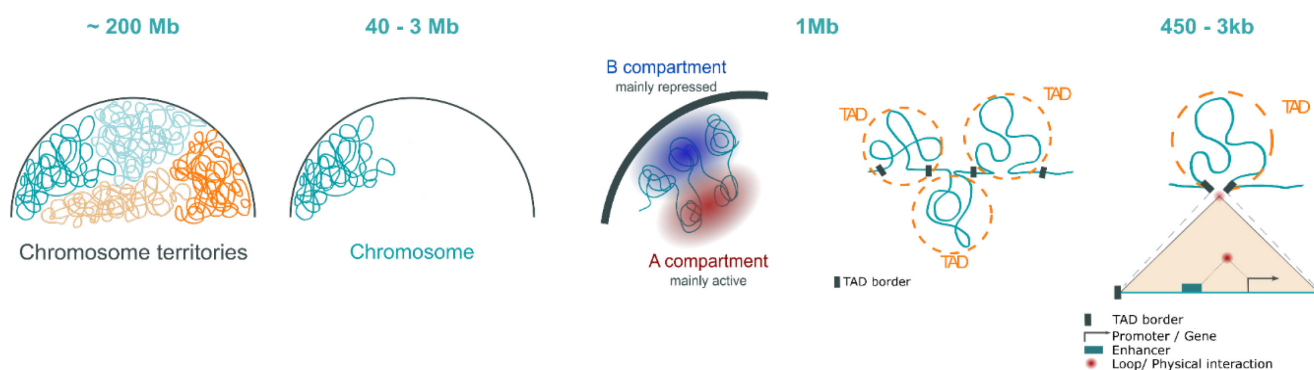 ~ 200 Mb
40 - 3 Mb
1Mb
450 - 3kb
Chromosome territories
Chromosome
B compartment
mainly repressed
A compartment
mainly active
TAD
TAD
TAD
TAD border
TAD
TAD border
Promoter / Gene
Enhancer
Loop/ Physical interaction